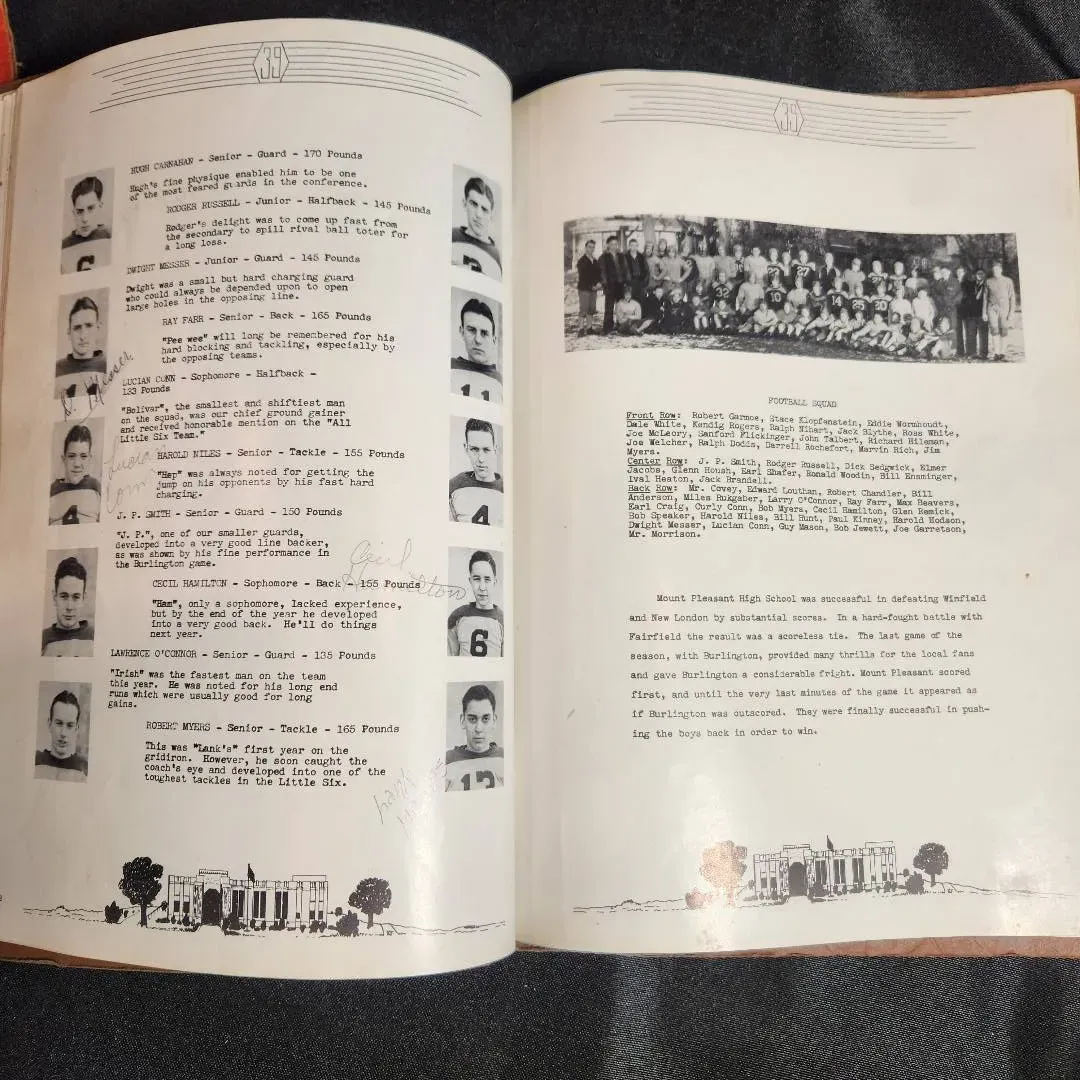 39
HUGH CARNAHAN - Senior - Guard - 170 Pounds
Hugh's fine physique enabled him to be one
of the most feared guards in the conference.
RODGER RUSSELL - Junior - Halfback - 145 Pounds
Rodger's delight was to come up fast from
the secondary to spill rival ball toter for
a long loss.
DWIGHT MESSER - Junior - Guard - 145 Pounds
Dwight was a small but hard charging guard
who could always be depended upon to open
large holes in the opposing line.
RAY FARR - Senior - Back - 165 Pounds
"Pee wee" will long be remembered for his
hard blocking and tackling, especially by
the opposing teams.
D. Messer
LUCIAN CONN - Sophomore - Halfback -
133 Pounds
"Bolivar", the smallest and shiftiest man
on the squad, was our chief ground gainer
and received honorable mention on the "All
Little Six Team."
Lucian
Conn
HAROLD NILES - Senior - Tackle - 155 Pounds
"Hap" was always noted for getting the
jump on his opponents by his fast hard
charging.
J. P. SMITH - Senior - Guard - 150 Pounds
"J. P.", one of our smaller guards,
developed into a very good line backer,
as was shown by his fine performance in
the Burlington game.
Cecil
Hamilton
CECIL HAMILTON - Sophomore - Back - 155 Pounds
"Ham", only a sophomore, lacked experience,
but by the end of the year he developed
into a very good back. He'll do things
next year.
LAWRENCE O'CONNOR - Senior - Guard - 135 Pounds
"Irish" was the fastest man on the team
this year. He was noted for his long end
runs which were usually good for long
gains.
ROBERT MYERS - Senior - Tackle - 165 Pounds
This was "Lank's" first year on the
gridiron. However, he soon caught the
coach's eye and developed into one of the
toughest tackles in the Little Six.
6
3
11
11
4
4
6
13
39
FOOTBALL SQUAD
Front Row: Robert Garmoe, Stace Klopfenstein, Eddie Wormhoudt,
Dale White, Kendig Rogers, Ralph Nihart, Jack Blythe, Ross White,
Joe McLeory, Sanford Flickinger, John Talbert, Richard Hileman,
Joe Welcher, Ralph Dodds, Darrell Rochefort, Marvin Rich, Jim
Myers.
Center Row: J. P. Smith, Rodger Russell, Dick Sedgwick, Elmer
Jacobs, Glenn Housh, Earl Shafer, Ronald Woodin, Bill Ensminger,
Ival Heaton, Jack Brandell.
Back Row: Mr. Covey, Edward Louthan, Robert Chandler, Bill
Anderson, Miles Rukgaber, Larry O'Connor, Ray Farr, Max Beavers,
Earl Craig, Curly Conn, Bob Myers, Cecil Hamilton, Glen Remick,
Bob Speaker, Harold Niles, Bill Hunt, Paul Kinney, Harold Hodson,
Dwight Messer, Lucian Conn, Guy Mason, Bob Jewett, Joe Garretson,
Mr. Morrison.
Mount Pleasant High School was successful in defeating Winfield
and New London by substantial scores. In a hard-fought battle with
Fairfield the result was a scoreless tie. The last game of the
season, with Burlington, provided many thrills for the local fans
and gave Burlington a considerable fright. Mount Pleasant scored
first, and until the very last minutes of the game it appeared as
if Burlington was outscored. They were finally successful in push-
ing the boys back in order to win.